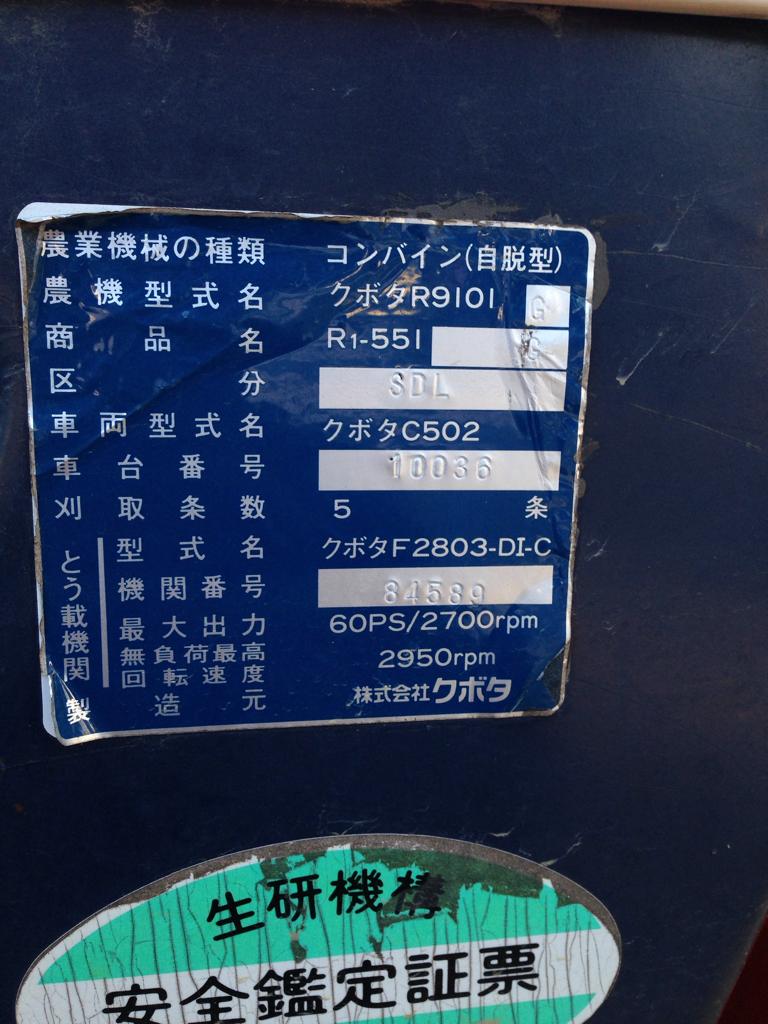 農業機械の種類 コンバイン(自脱型)
農機型式名 クボタR9101 G
商品名 R1-551 G
区分 SDL
車両型式名 クボタC502
車台番号 10036
刈取条数 5条
とう載機関 型式名 クボタF2803-DI-C
機関番号 84589
最大出力 60PS/2700rpm
無負荷最高回転速度 2950rpm
製造元 株式会社クボタ
生研機構
安全鑑定証票